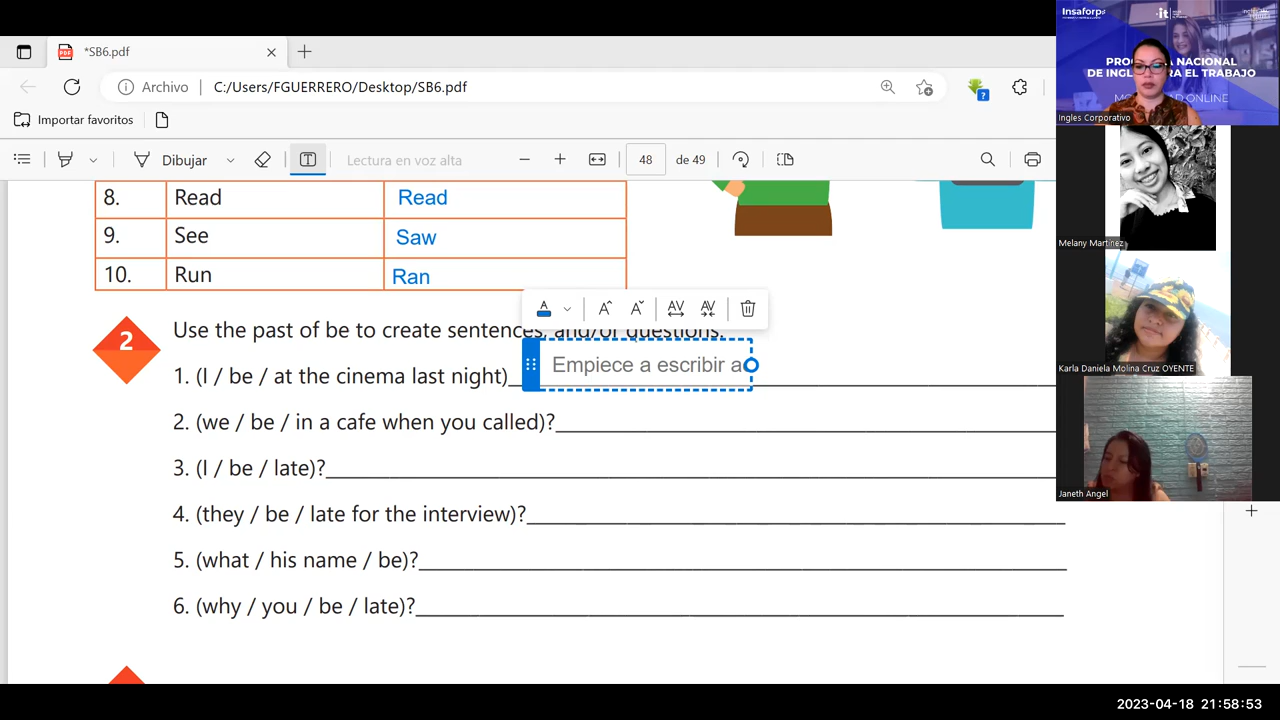 *SB6.pdf
Archivo
C:/Users/FGUERRERO/Desktop/SB6.pdf
Importar favoritos
Dibujar
Lectura en voz alta
48
de 49
8. Read Read
9. See Saw
10. Run Ran
2
Use the past of be to create sentences, and/or questions.
Empiece a escribir a
1. (I / be / at the cinema last night)
2. (we / be / in a cafe when you called)?
3. (I / be / late)?
4. (they / be / late for the interview)?
5. (what / his name / be)?
6. (why / you / be / late)?
Insaforp
it
DE INGL RA EL TRABAJO
Ingles Corporativo
Melany Martinez
Karla Daniela Molina Cruz OYENTE
Janeth Angel
2023-04-18 21:58:53